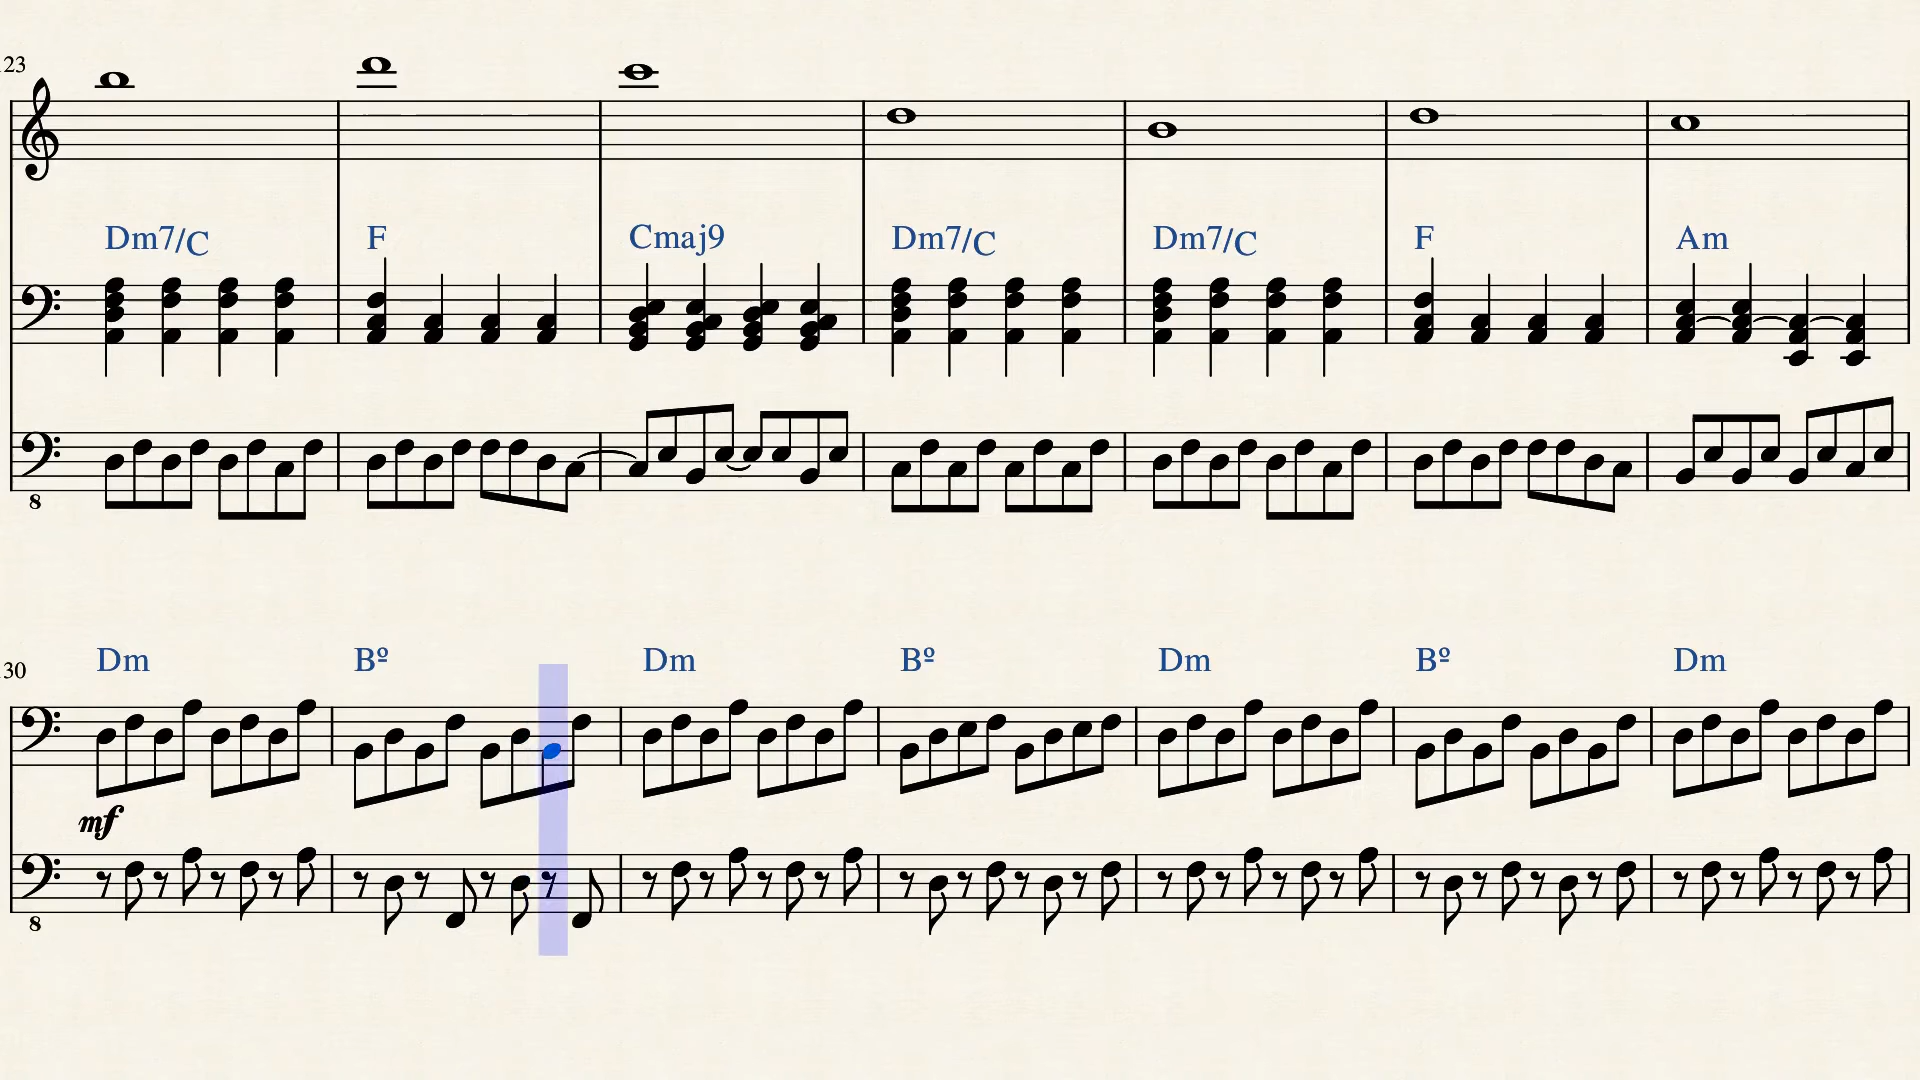 23
Dm7/C F Cmaj9 Dm7/C Dm7/C F Am
8
30
Dm Bº Dm Bº Dm Bº Dm
mf
8